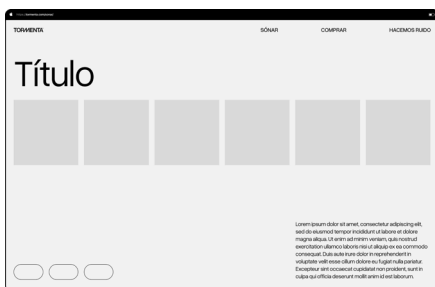 TORMENTA
SÓNAR
COMPRAR
HACEMOS RUIDO
Título
Lorem ipsum dolor sit amet, consectetur adipiscing elit,
sed do eiusmod tempor incididunt ut labore et dolore
magna aliqua. Ut enim ad minim veniam, quis nostrud
exercitation ullamco laboris nisi ut aliquip ex ea commodo
consequat. Duis aute irure dolor in reprehenderit in
voluptate velit esse cillum dolore eu fugiat nulla pariatur.
Excepteur sint occaecat cupidatat non proident, sunt in
culpa qui officia deserunt mollit anim id est laborum.